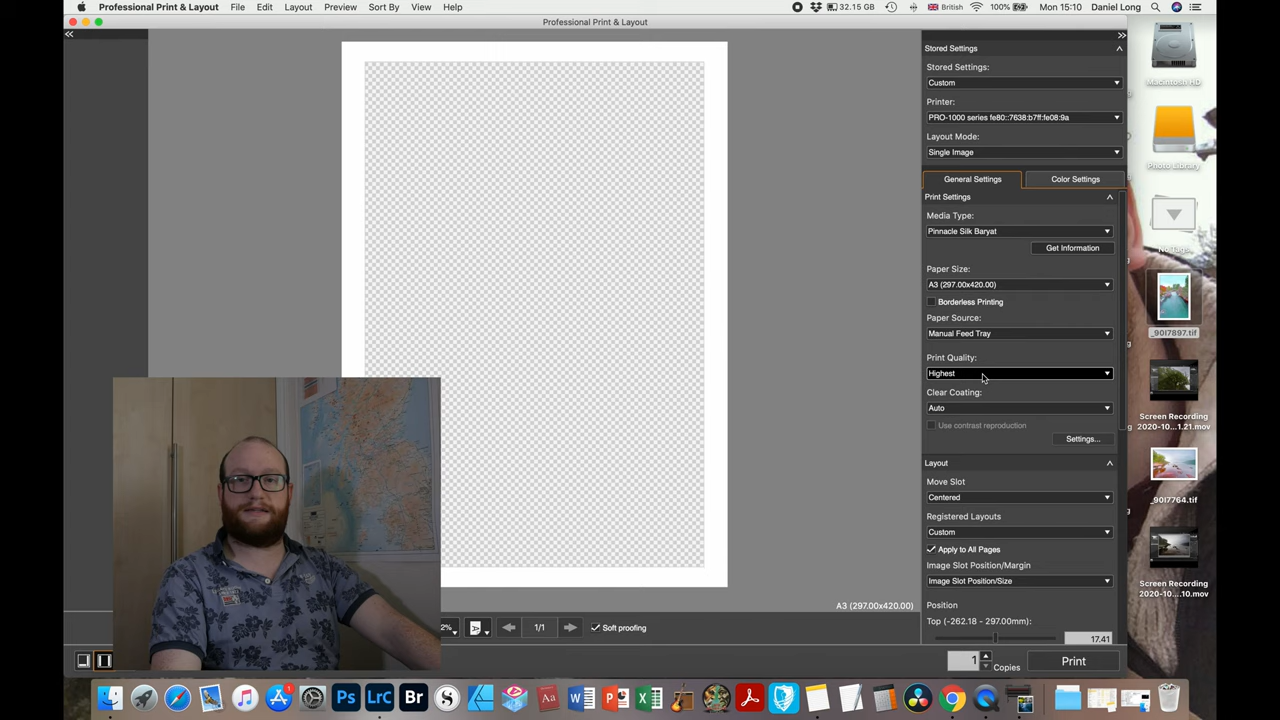 Professional Print & Layout File Edit Layout Preview Sort By View Help 32.15 GB British 100% Mon 15:10 Daniel Long
Professional Print & Layout
Stored Settings
Stored Settings:
Custom
Printer:
PRO-1000 series fe80::7638:b7ff:fe08:9a
Layout Mode:
Single Image
General Settings Color Settings
Print Settings
Media Type:
Pinnacle Silk Baryat
Get Information
Paper Size:
A3 (297.00x420.00)
Borderless Printing
Paper Source:
Manual Feed Tray
Print Quality:
Highest
Clear Coating:
Auto
Use contrast reproduction
Settings...
Layout
Move Slot
Centered
Registered Layouts
Custom
Apply to All Pages
Image Slot Position/Margin
Image Slot Position/Size
Position
Top (-262.18 - 297.00mm):
17.41
A3 (297.00x420.00)
2% A 1/1 Soft proofing
1 Copies Print
Macintosh HD
Photo Library
No Tags
_90I7897.tif
Screen Recording
2020-10...1.21.mov
_90I7764.tif
Screen Recording
2020-10....10.mov
Ps Lrc Br S Aa W P X